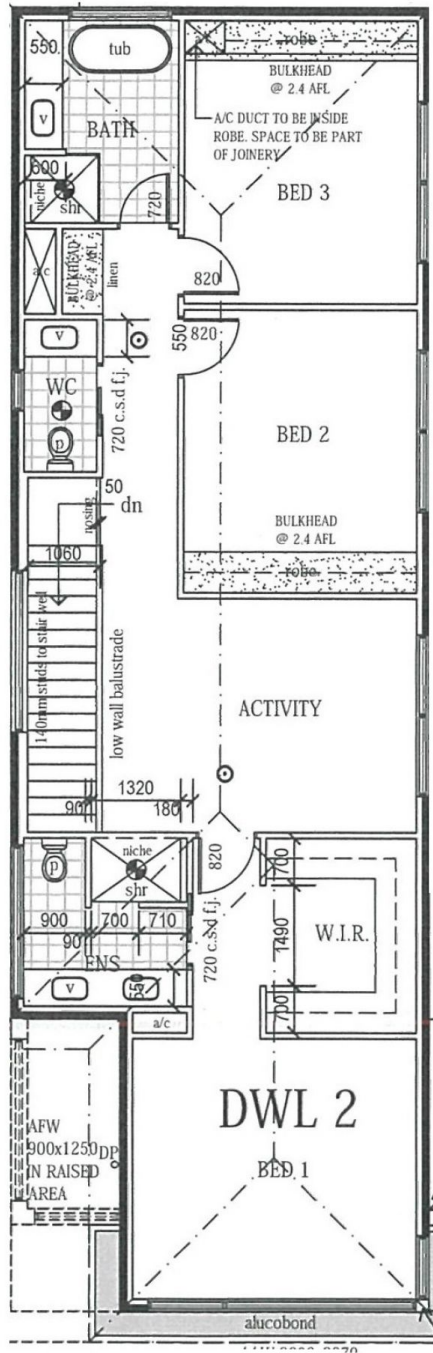 550
tub
a/c
robe
BULKHEAD
@ 2.4 AFL
A/C DUCT TO BE INSIDE
ROBE. SPACE TO BE PART
OF JOINERY
v
BATH
BED 3
600
niche
shr
720
a/c
BULKHEAD
@ 2.4 AFL
linen
820
820
550
v
WC
p
720 c.s.d f.j.
BED 2
BULKHEAD
@ 2.4 AFL
robe
50
nosing
dn
1060
140mm studs to stair well
low wall balustrade
ACTIVITY
1320
90
180
820
p
niche
shr
700
900
700
710
90
ENS
720 c.s.d f.j.
1490
W.I.R.
v
550
700
a/c
DWL 2
BED 1
AFW
900x1250
DP
IN RAISED
AREA
alucobond